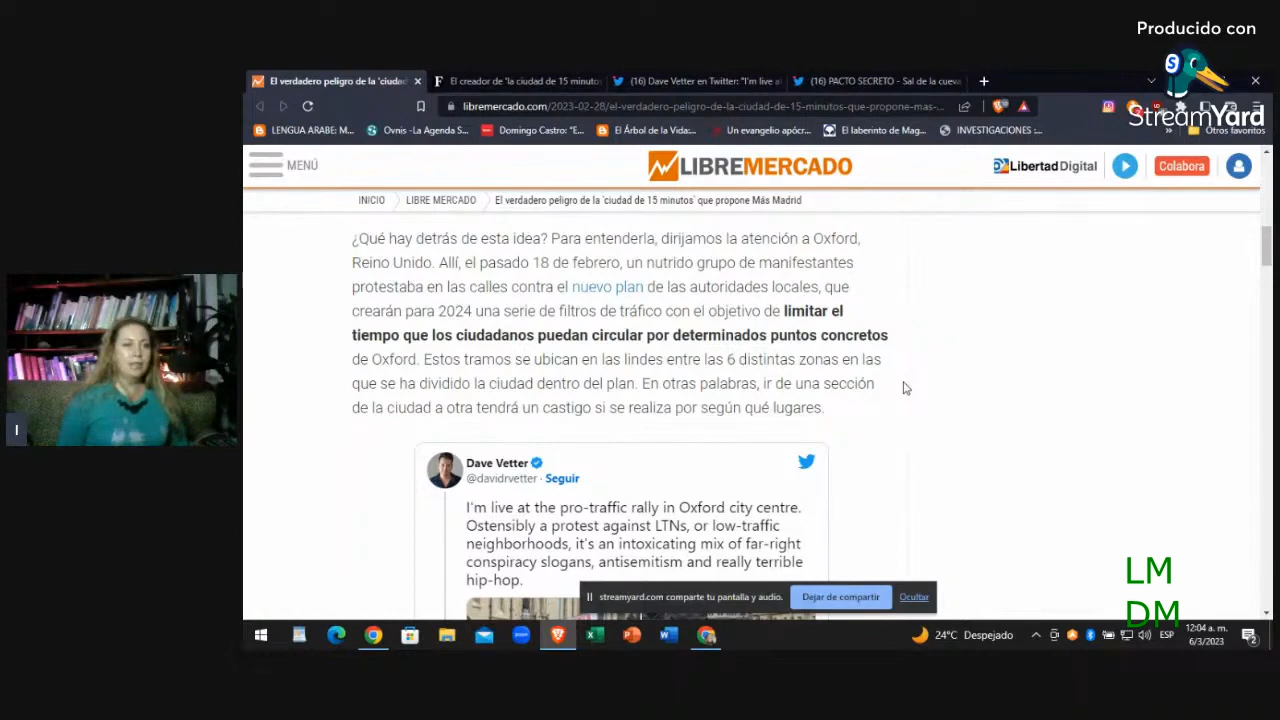 Producido con
StreamYard
El verdadero peligro de la 'ciudad
El creador de 'la ciudad de 15 minutos
(16) Dave Vetter en Twitter: "I'm live a
(16) PACTO SECRETO - Sal de la cueva
libremercado.com/2023-02-28/el-verdadero-peligro-de-la-ciudad-de-15-minutos-que-propone-mas-...
LENGUA ARABE: M...
Ovnis -La Agenda S...
Domingo Castro: "E...
El Árbol de la Vida:...
Un evangelio apócr...
El laberinto de Mag...
INVESTIGACIONES :...
Otros favoritos
MENÚ
LIBREMERCADO
Libertad Digital
Colabora
INICIO
LIBRE MERCADO
El verdadero peligro de la 'ciudad de 15 minutos' que propone Más Madrid
¿Qué hay detrás de esta idea? Para entenderla, dirijamos la atención a Oxford,
Reino Unido. Allí, el pasado 18 de febrero, un nutrido grupo de manifestantes
protestaba en las calles contra el nuevo plan de las autoridades locales, que
crearán para 2024 una serie de filtros de tráfico con el objetivo de limitar el
tiempo que los ciudadanos puedan circular por determinados puntos concretos
de Oxford. Estos tramos se ubican en las lindes entre las 6 distintas zonas en las
que se ha dividido la ciudad dentro del plan. En otras palabras, ir de una sección
de la ciudad a otra tendrá un castigo si se realiza por según qué lugares.
Dave Vetter
@davidrvetter · Seguir
I'm live at the pro-traffic rally in Oxford city centre.
Ostensibly a protest against LTNs, or low-traffic
neighborhoods, it's an intoxicating mix of far-right
conspiracy slogans, antisemitism and really terrible
hip-hop.
streamyard.com comparte tu pantalla y audio.
Dejar de compartir
Ocultar
I
LM
DM
24°C Despejado
ESP
12:04 a. m.
6/3/2023
2